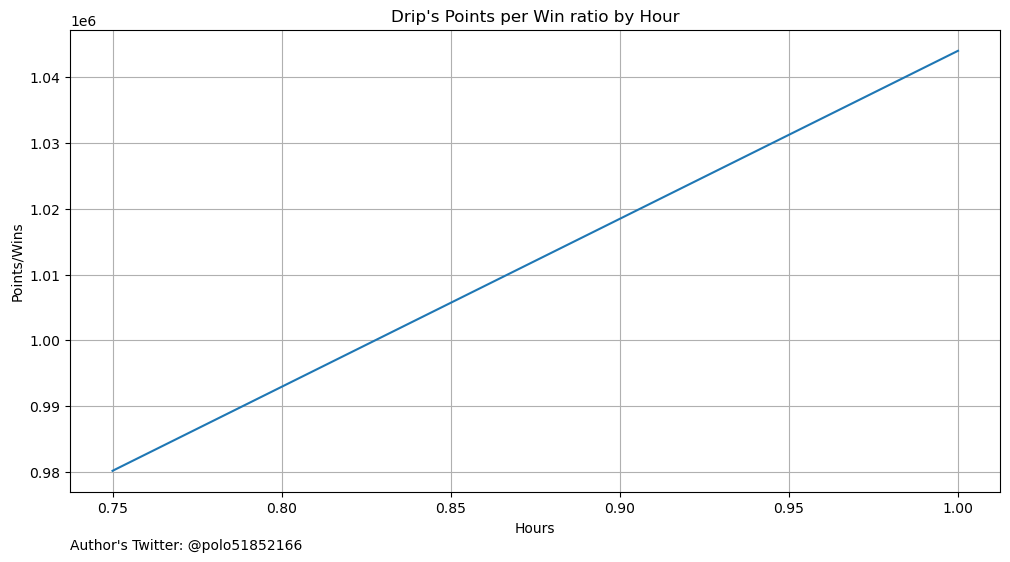 Drip's Points per Win ratio by Hour
1e6
1.04
1.03
1.02
1.01
1.00
0.99
0.98
Points/Wins
0.75 0.80 0.85 0.90 0.95 1.00
Hours
Author's Twitter: @polo51852166